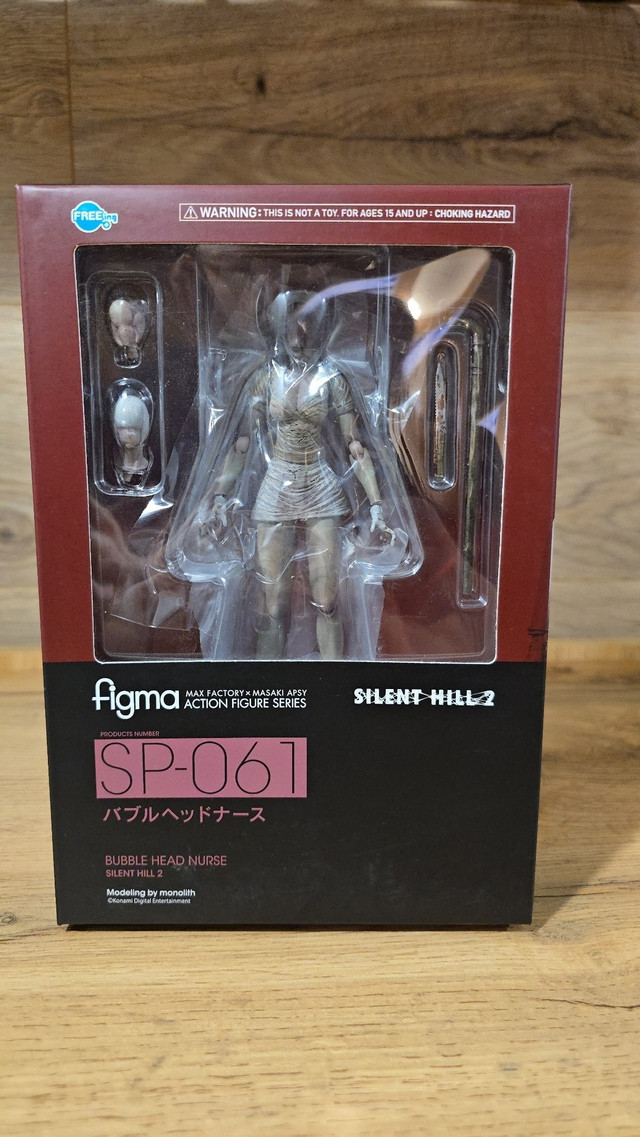 FREEing
WARNING: THIS IS NOT A TOY. FOR AGES 15 AND UP : CHOKING HAZARD
figma MAX FACTORY × MASAKI APSY
ACTION FIGURE SERIES
SILENT HILL 2
PRODUCTS NUMBER
SP-061
バブルヘッドナース
BUBBLE HEAD NURSE
SILENT HILL 2
Modeling by monolith
©Konami Digital Entertainment